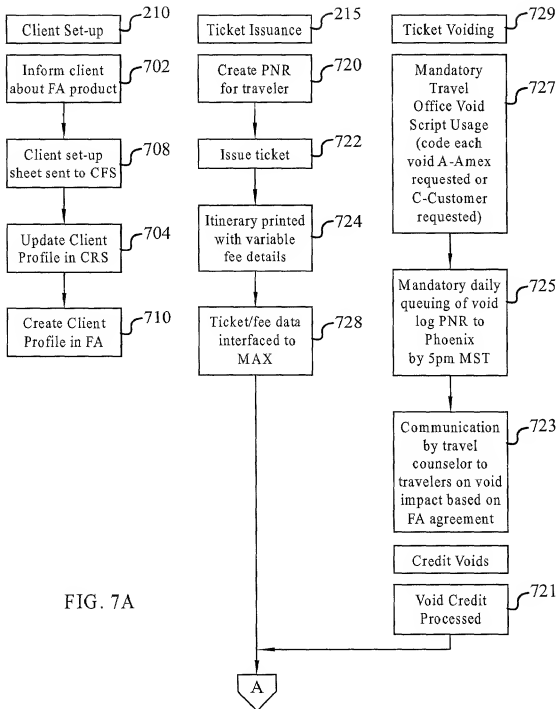 Client Set-up
210
Inform client
about FA product
702
Client set-up
sheet sent to CFS
708
Update Client
Profile in CRS
704
Create Client
Profile in FA
710
Ticket Issuance
215
Create PNR
for traveler
720
Issue ticket
722
Itinerary printed
with variable
fee details
724
Ticket/fee data
interfaced to
MAX
728
Ticket Voiding
729
Mandatory
Travel
Office Void
Script Usage
(code each
void A-Amex
requested or
C-Customer
requested)
727
Mandatory daily
queuing of void
log PNR to
Phoenix
by 5pm MST
725
Communication
by travel
counselor to
travelers on void
impact based on
FA agreement
723
Credit Voids
Void Credit
Processed
721
FIG. 7A
A